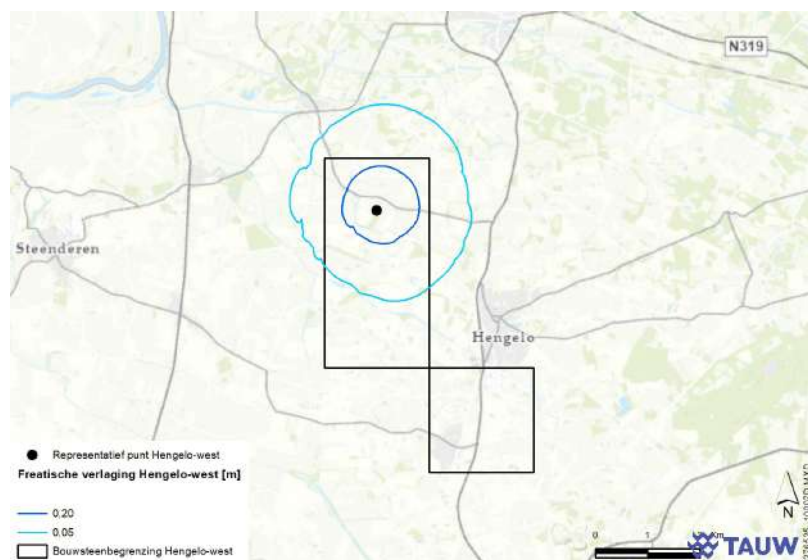 N319
Steenderen
Hengelo
Representatief punt Hengelo-west
Freatische verlaging Hengelo-west [m]
0,20
0,05
Bouwsteenbegrenzing Hengelo-west
N
0 1 Km
TAUW